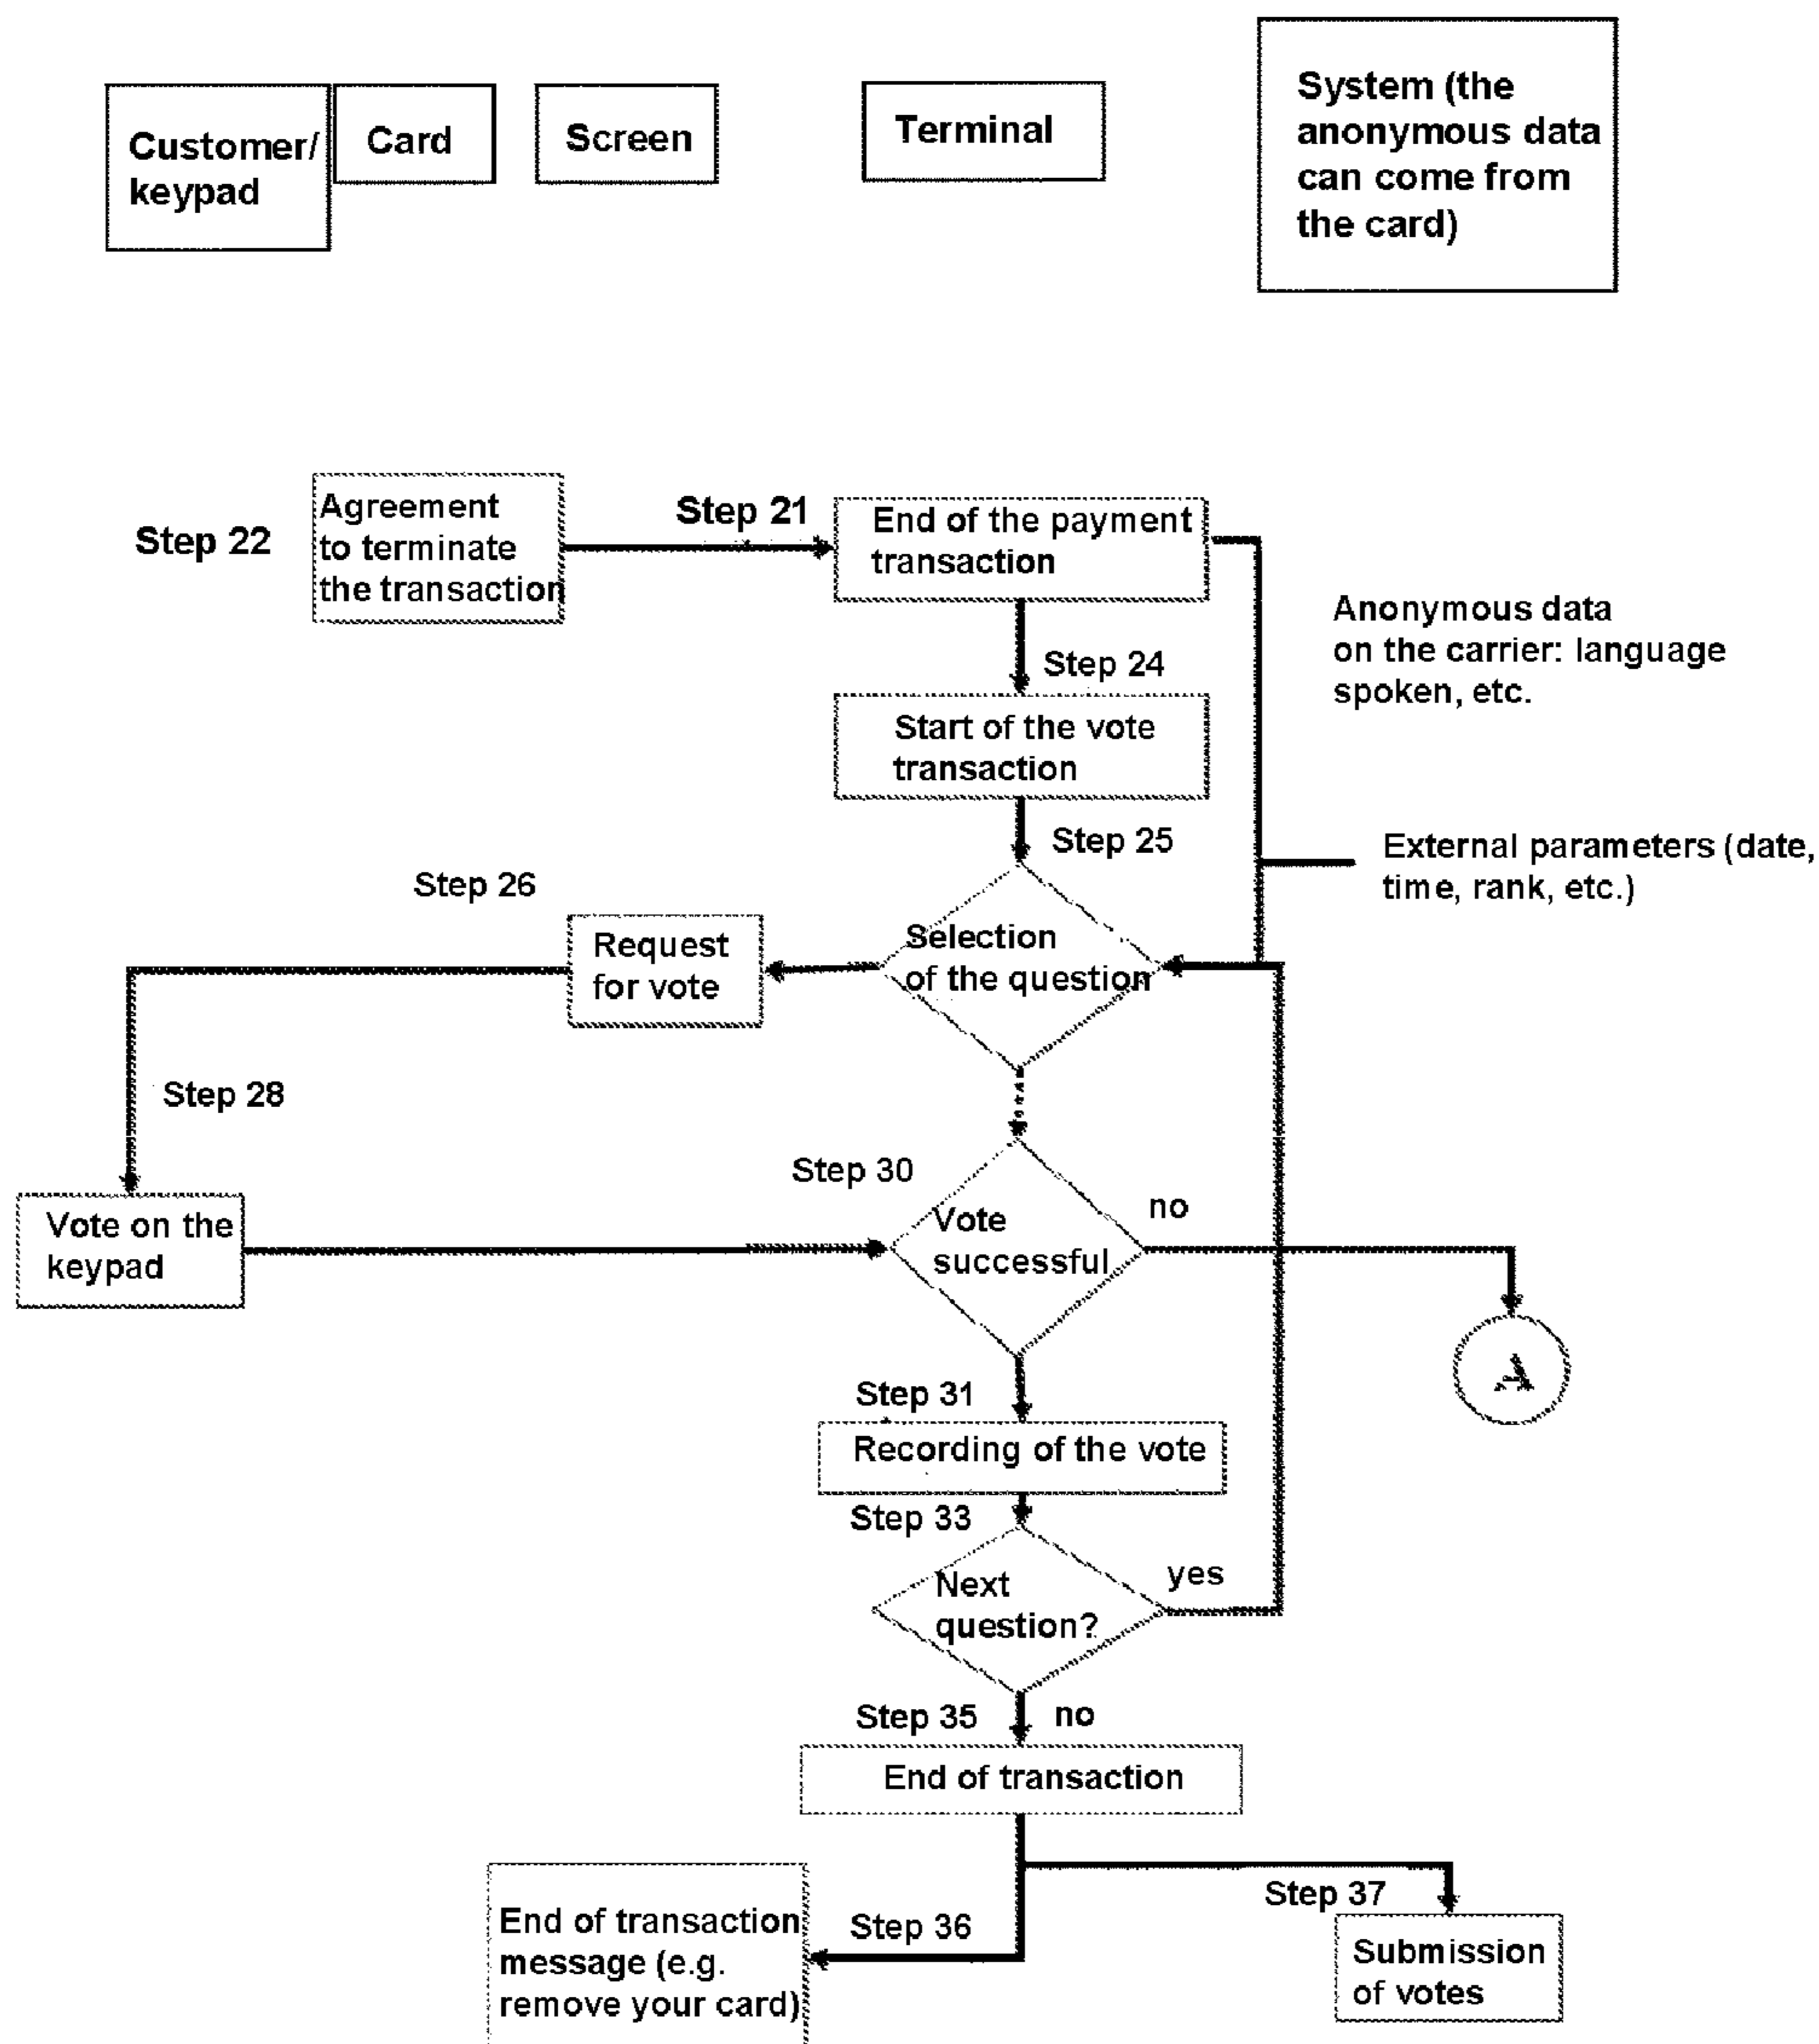 Customer/
keypad
Card
Screen
Terminal
System (the
anonymous data
can come from
the card)
Step 22
Agreement
to terminate
the transaction
Step 21
End of the payment
transaction
Anonymous data
on the carrier: language
spoken, etc.
Step 24
Start of the vote
transaction
Step 25
External parameters (date,
time, rank, etc.)
Step 26
Request
for vote
Selection
of the question
Step 28
Step 30
Vote on the
keypad
Vote
successful
no
A
Step 31
Recording of the vote
Step 33
Next
question?
yes
Step 35
no
End of transaction
Step 36
Step 37
End of transaction
message (e.g.
remove your card)
Submission
of votes